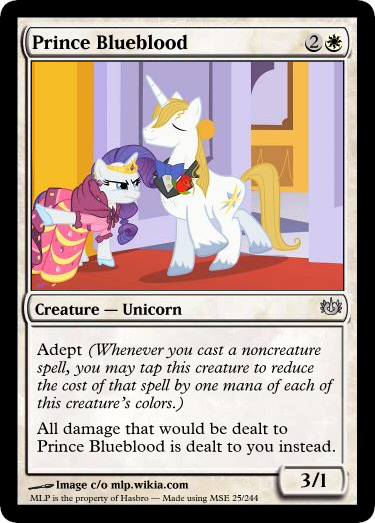 Prince Blueblood 2
Creature — Unicorn
Adept (Whenever you cast a noncreature
spell, you may tap this creature to reduce
the cost of that spell by one mana of each of
this creature's colors.)
All damage that would be dealt to
Prince Blueblood is dealt to you instead.
Image c/o mlp.wikia.com
MLP is the property of Hasbro — Made using MSE 25/244
3/1